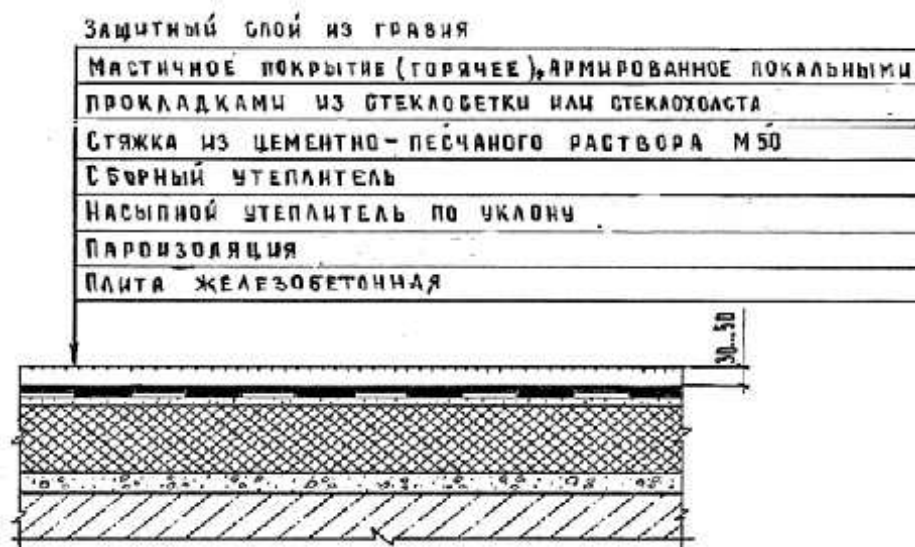 Защитный слой из гравия
Мастичное покрытие (горячее), армированное локальными
прокладками из стеклосетки или стеклохолста
Стяжка из цементно-песчаного раствора М 50
Сборный утеплитель
Насыпной утеплитель по уклону
Пароизоляция
Плита железобетонная
30...50